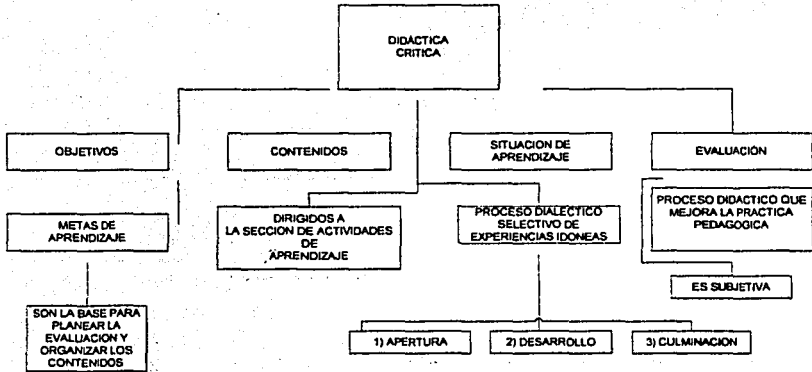 DIDÁCTICA
CRITICA
OBJETIVOS
CONTENIDOS
SITUACION DE
APRENDIZAJE
EVALUACIÓN
METAS DE
APRENDIZAJE
DIRIGIDOS A
LA SECCION DE ACTIVIDADES
DE
APRENDIZAJE
PROCESO DIALECTICO
SELECTIVO DE
EXPERIENCIAS IDONEAS
PROCESO DIDACTICO QUE
MEJORA LA PRACTICA
PEDAGOGICA
ES SUBJETIVA
SON LA BASE PARA
PLANEAR LA
EVALUACION Y
ORGANIZAR LOS
CONTENIDOS
1) APERTURA
2) DESARROLLO
3) CULMINACION